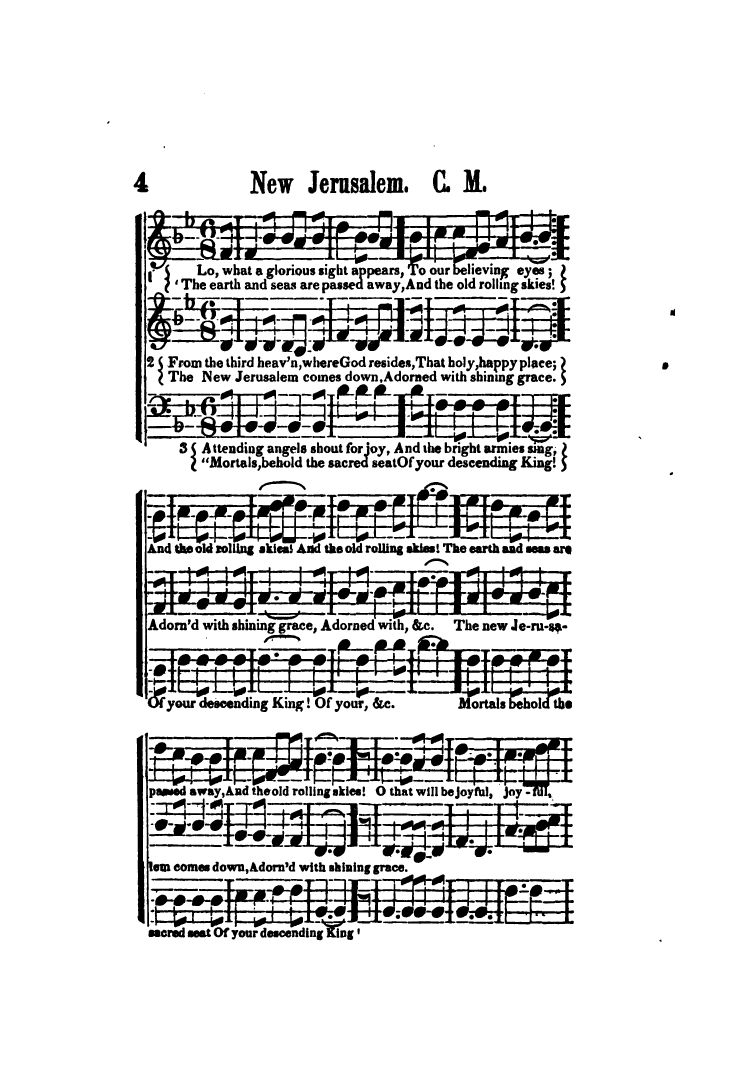 4 New Jerusalem. C. M.
1 { Lo, what a glorious sight appears, To our believing eyes; }
{ 'The earth and seas are passed away, And the old rolling skies! }
2 { From the third heav'n, where God resides, That holy, happy place; }
{ The New Jerusalem comes down, Adorned with shining grace. }
3 { Attending angels shout for joy, And the bright armies sing, }
{ "Mortals, behold the sacred seat Of your descending King! }
And the old rolling skies! And the old rolling skies! The earth and seas are
Adorn'd with shining grace, Adorned with, &c. The new Je-ru-sa-
Of your descending King! Of your, &c. Mortals behold the
passed away, And the old rolling skies! O that will be joyful, joy-ful,
lem comes down, Adorn'd with shining grace.
sacred seat Of your descending King!